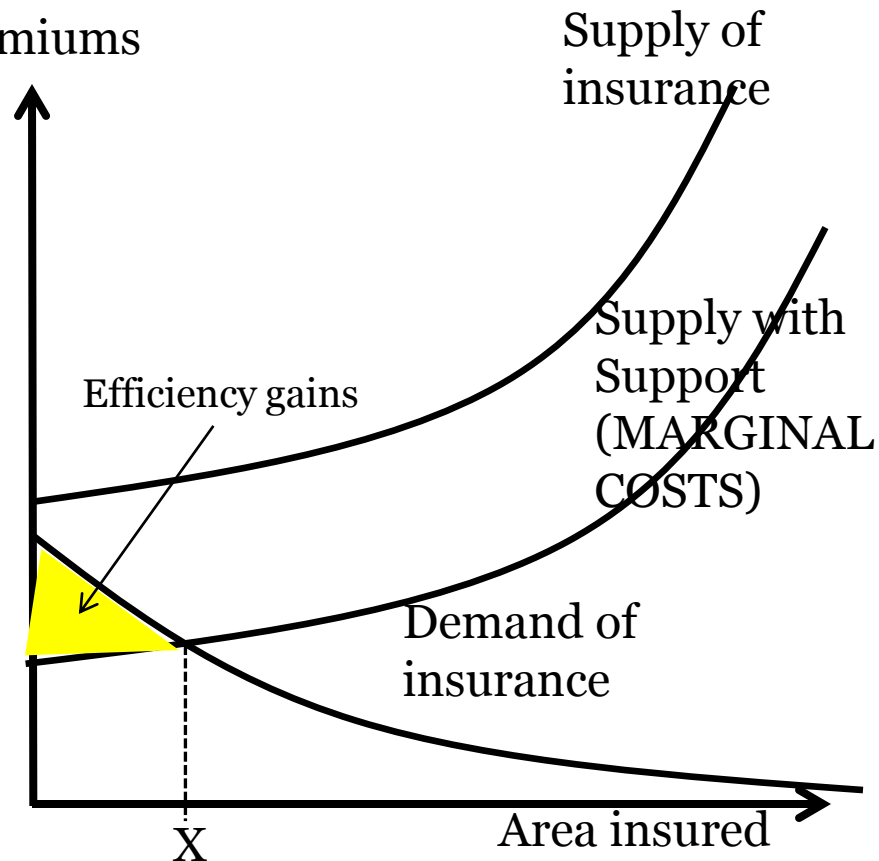 miums
Supply of
insurance
Supply with
Support
(MARGINAL
COSTS)
Efficiency gains
Demand of
insurance
Area insured
X